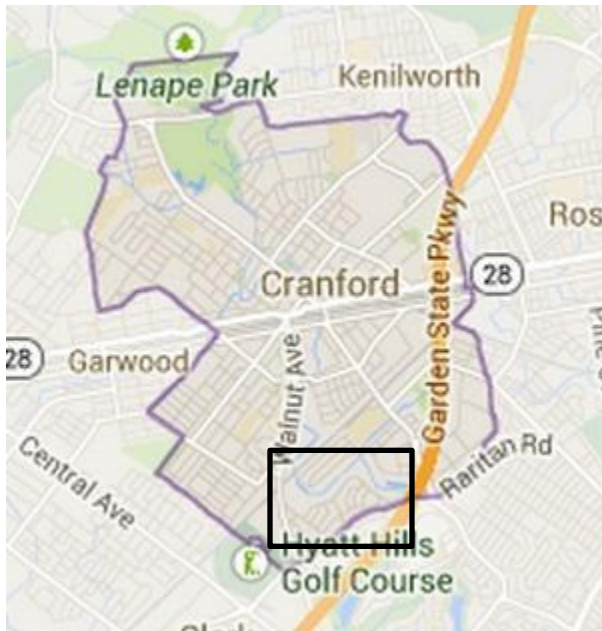 Lenape Park
Kenilworth
Garden State Pkwy
28
Cranford
28
Garwood
Walnut Ave
Raritan Rd
Central Ave
Hyatt Hills
Golf Course